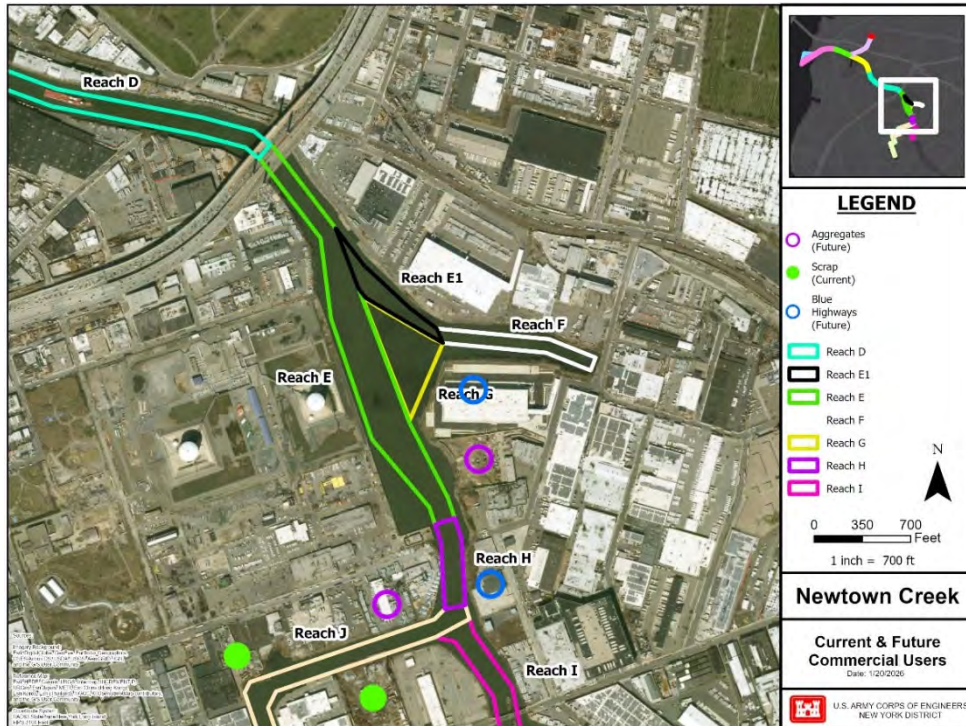 Reach D
Reach E1
Reach F
Reach E
Reach G
Reach H
Reach J
Reach I
LEGEND
Aggregates
(Future)
Scrap
(Current)
Blue
Highways
(Future)
Reach D
Reach E1
Reach E
Reach F
Reach G
Reach H
Reach I
N
0 350 700
Feet
1 inch = 700 ft
Newtown Creek
Current & Future
Commercial Users
Date: 1/20/2026
U.S. ARMY CORPS OF ENGINEERS
NEW YORK DISTRICT